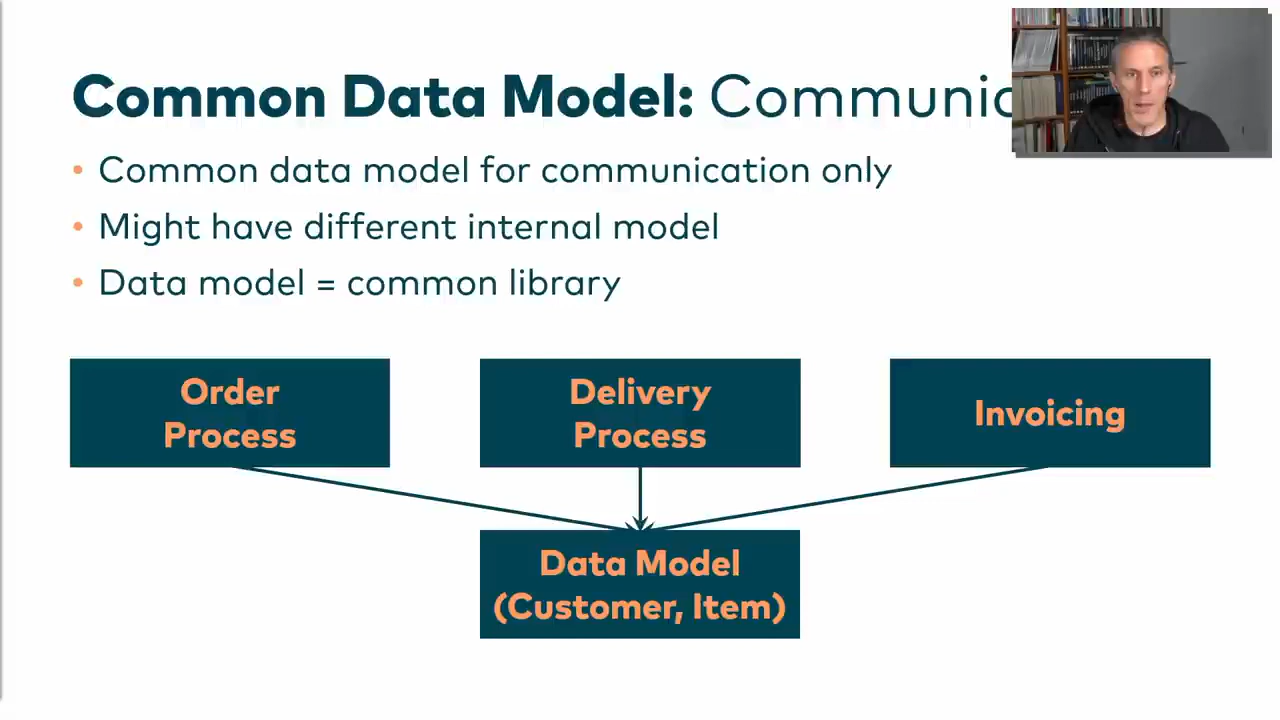 Common Data Model: Communic
• Common data model for communication only
• Might have different internal model
• Data model = common library
Order
Process
Delivery
Process
Invoicing
Data Model
(Customer, Item)